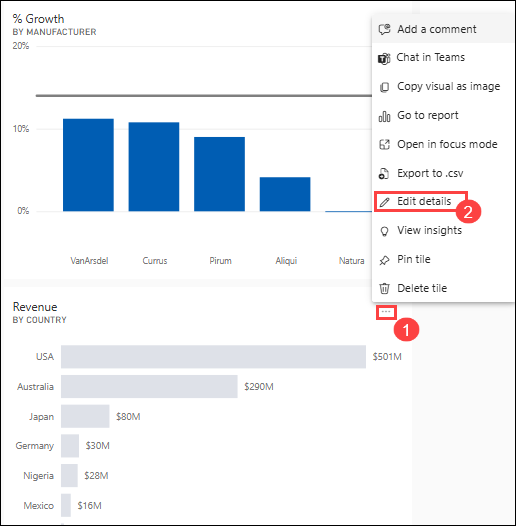 % Growth
BY MANUFACTURER
20%
10%
0%
VanArsdel
Currus
Pirum
Aliqui
Natura
Add a comment
Chat in Teams
Copy visual as image
Go to report
Open in focus mode
Export to .csv
Edit details
2
View insights
Pin tile
Delete tile
Revenue
BY COUNTRY
...
1
USA $501M
Australia $290M
Japan $80M
Germany $30M
Nigeria $28M
Mexico $16M